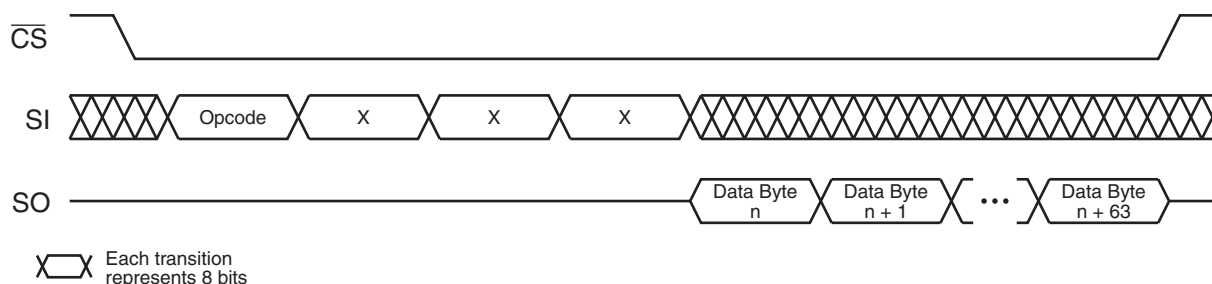 CS
SI
Opcode
X
X
X
SO
Data Byte
n
Data Byte
n + 1
•••
Data Byte
n + 63
Each transition
represents 8 bits